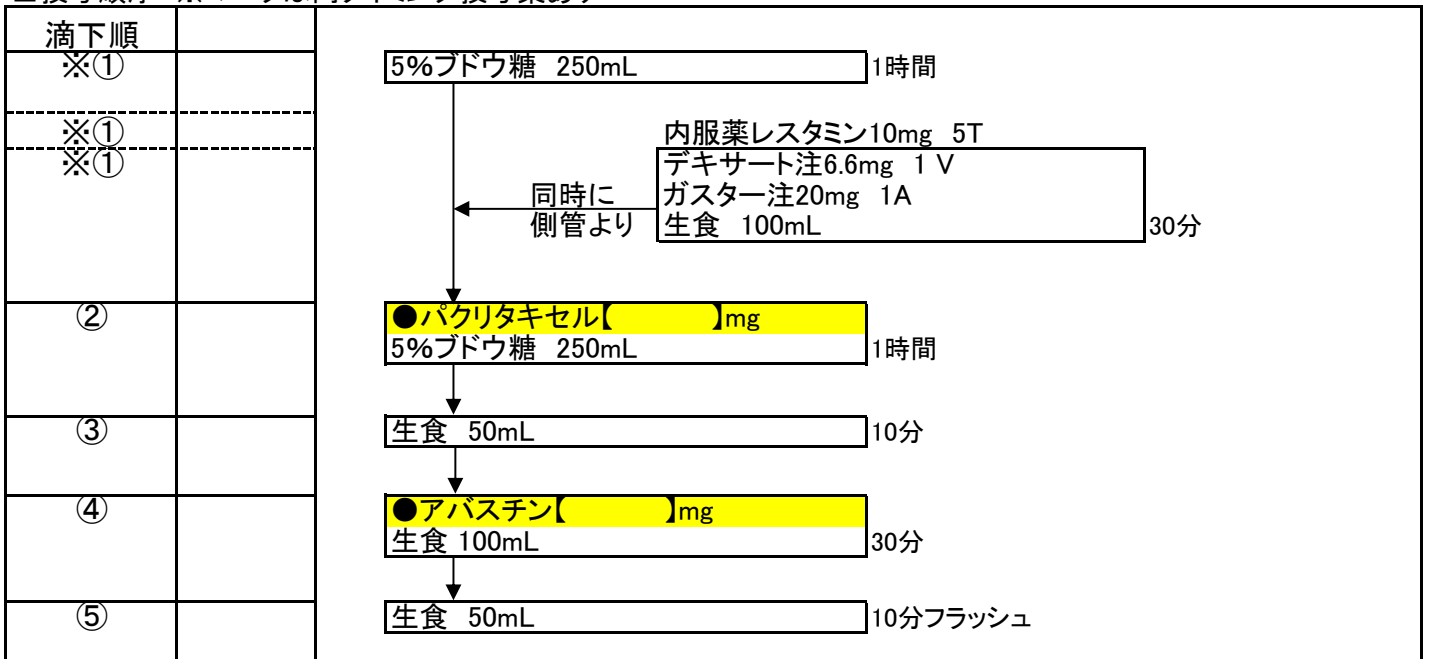 滴下順
※① 5%ブドウ糖 250mL 1時間
※① 内服薬レスタミン10mg 5T
※① デキサート注6.6mg 1 V
同時に ガスター注20mg 1A
側管より 生食 100mL 30分
② ●パクリタキセル【 】mg
5%ブドウ糖 250mL 1時間
③ 生食 50mL 10分
④ ●アバスチン【 】mg
生食 100mL 30分
⑤ 生食 50mL 10分フラッシュ